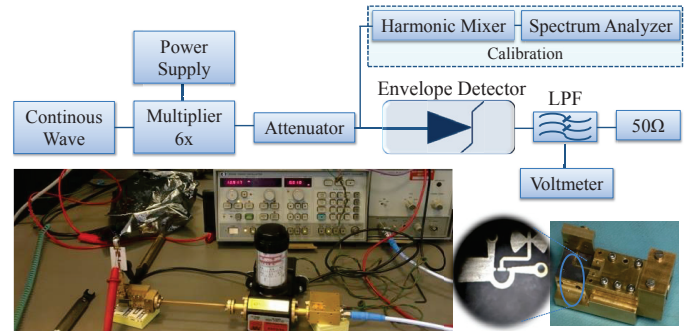 Harmonic Mixer
Spectrum Analyzer
Calibration
Power
Supply
Envelope Detector
LPF
Continous
Wave
Multiplier
6x
Attenuator
50Ω
Voltmeter